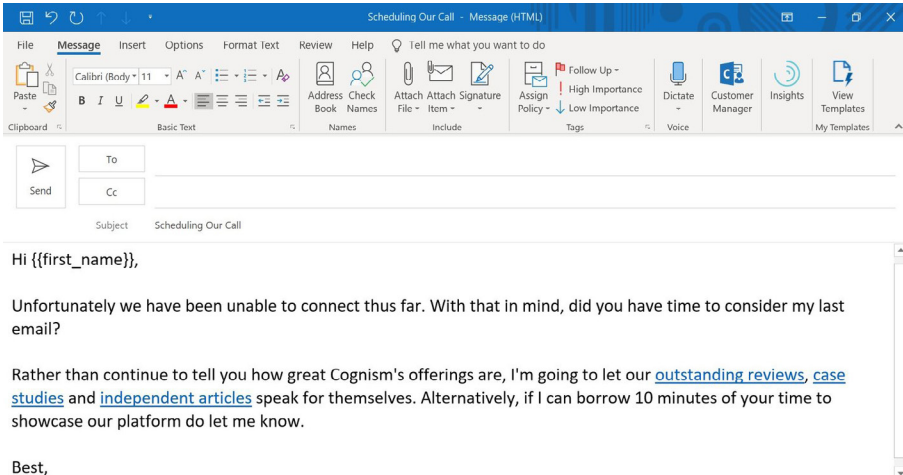 Scheduling Our Call - Message (HTML)
File Message Insert Options Format Text Review Help Tell me what you want to do
Paste
Clipboard
Calibri (Body 11
B I U
Basic Text
Address Book
Check Names
Names
Attach File
Attach Item
Signature
Include
Assign Policy
Follow Up
High Importance
Low Importance
Tags
Dictate
Voice
Customer Manager
Insights
View Templates
My Templates
Send
To
Cc
Subject Scheduling Our Call
Hi {{first_name}},
Unfortunately we have been unable to connect thus far. With that in mind, did you have time to consider my last
email?
Rather than continue to tell you how great Cognism's offerings are, I'm going to let our outstanding reviews, case
studies and independent articles speak for themselves. Alternatively, if I can borrow 10 minutes of your time to
showcase our platform do let me know.
Best,